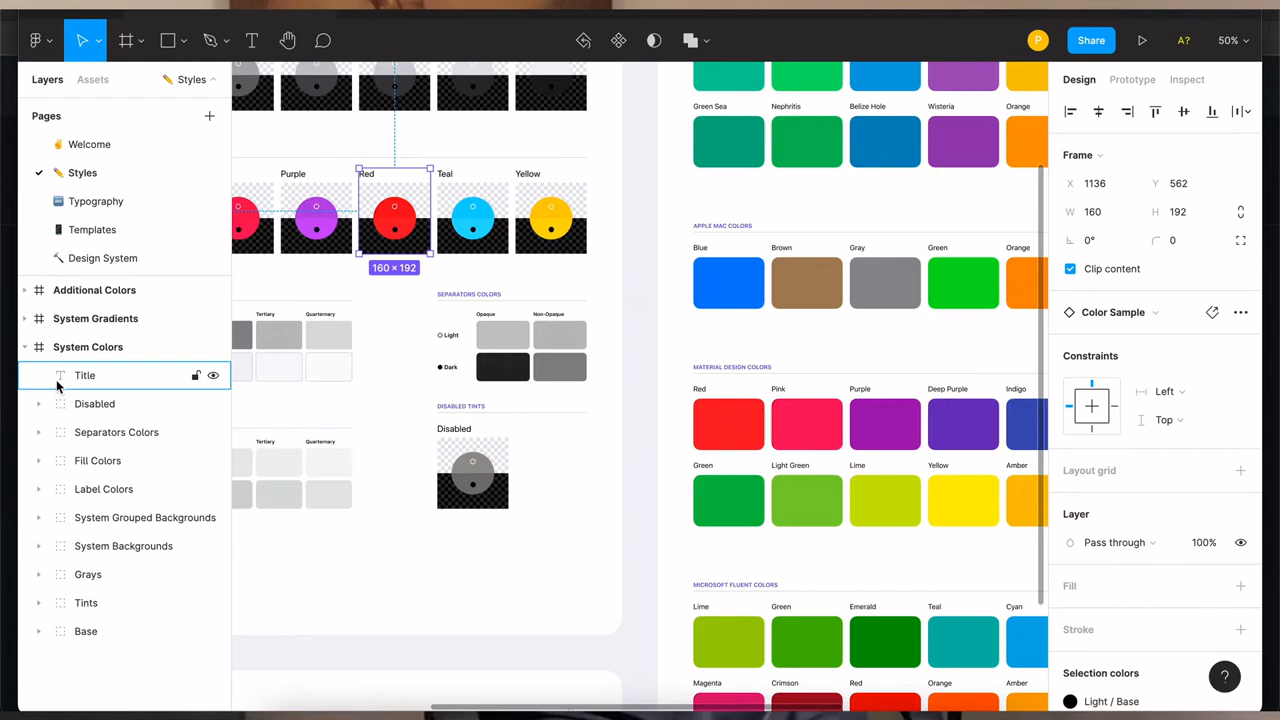 P
Share
A?
50%
Layers
Assets
Styles
Pages
Welcome
Styles
Typography
Templates
Design System
Additional Colors
System Gradients
System Colors
Title
Disabled
Separators Colors
Fill Colors
Label Colors
System Grouped Backgrounds
System Backgrounds
Grays
Tints
Base
Purple
Red
Teal
Yellow
160 × 192
Tertiary
Quarternary
SEPARATORS COLORS
Opaque
Non-Opaque
Light
Dark
DISABLED TINTS
Disabled
Tertiary
Quarternary
Green Sea
Nephritis
Belize Hole
Wisteria
Orange
APPLE MAC COLORS
Blue
Brown
Gray
Green
Orange
MATERIAL DESIGN COLORS
Red
Pink
Purple
Deep Purple
Indigo
Green
Light Green
Lime
Yellow
Amber
MICROSOFT FLUENT COLORS
Lime
Green
Emerald
Teal
Cyan
Magenta
Crimson
Red
Orange
Amber
Design
Prototype
Inspect
Frame
X 1136
Y 562
W 160
H 192
0°
0
Clip content
Color Sample
Constraints
Left
Top
Layout grid
Layer
Pass through
100%
Fill
Stroke
?
Selection colors
Light / Base